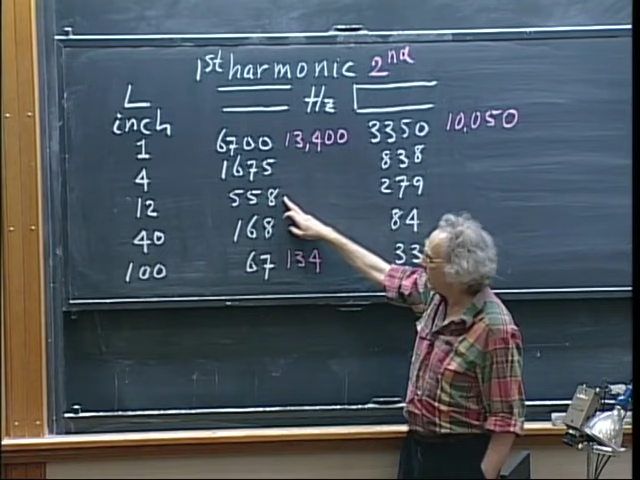 1st harmonic 2nd
L Hz
inch
1 6700 13,400 3350 10,050
4 1675 838
12 558 279
40 168 84
100 67 134 33